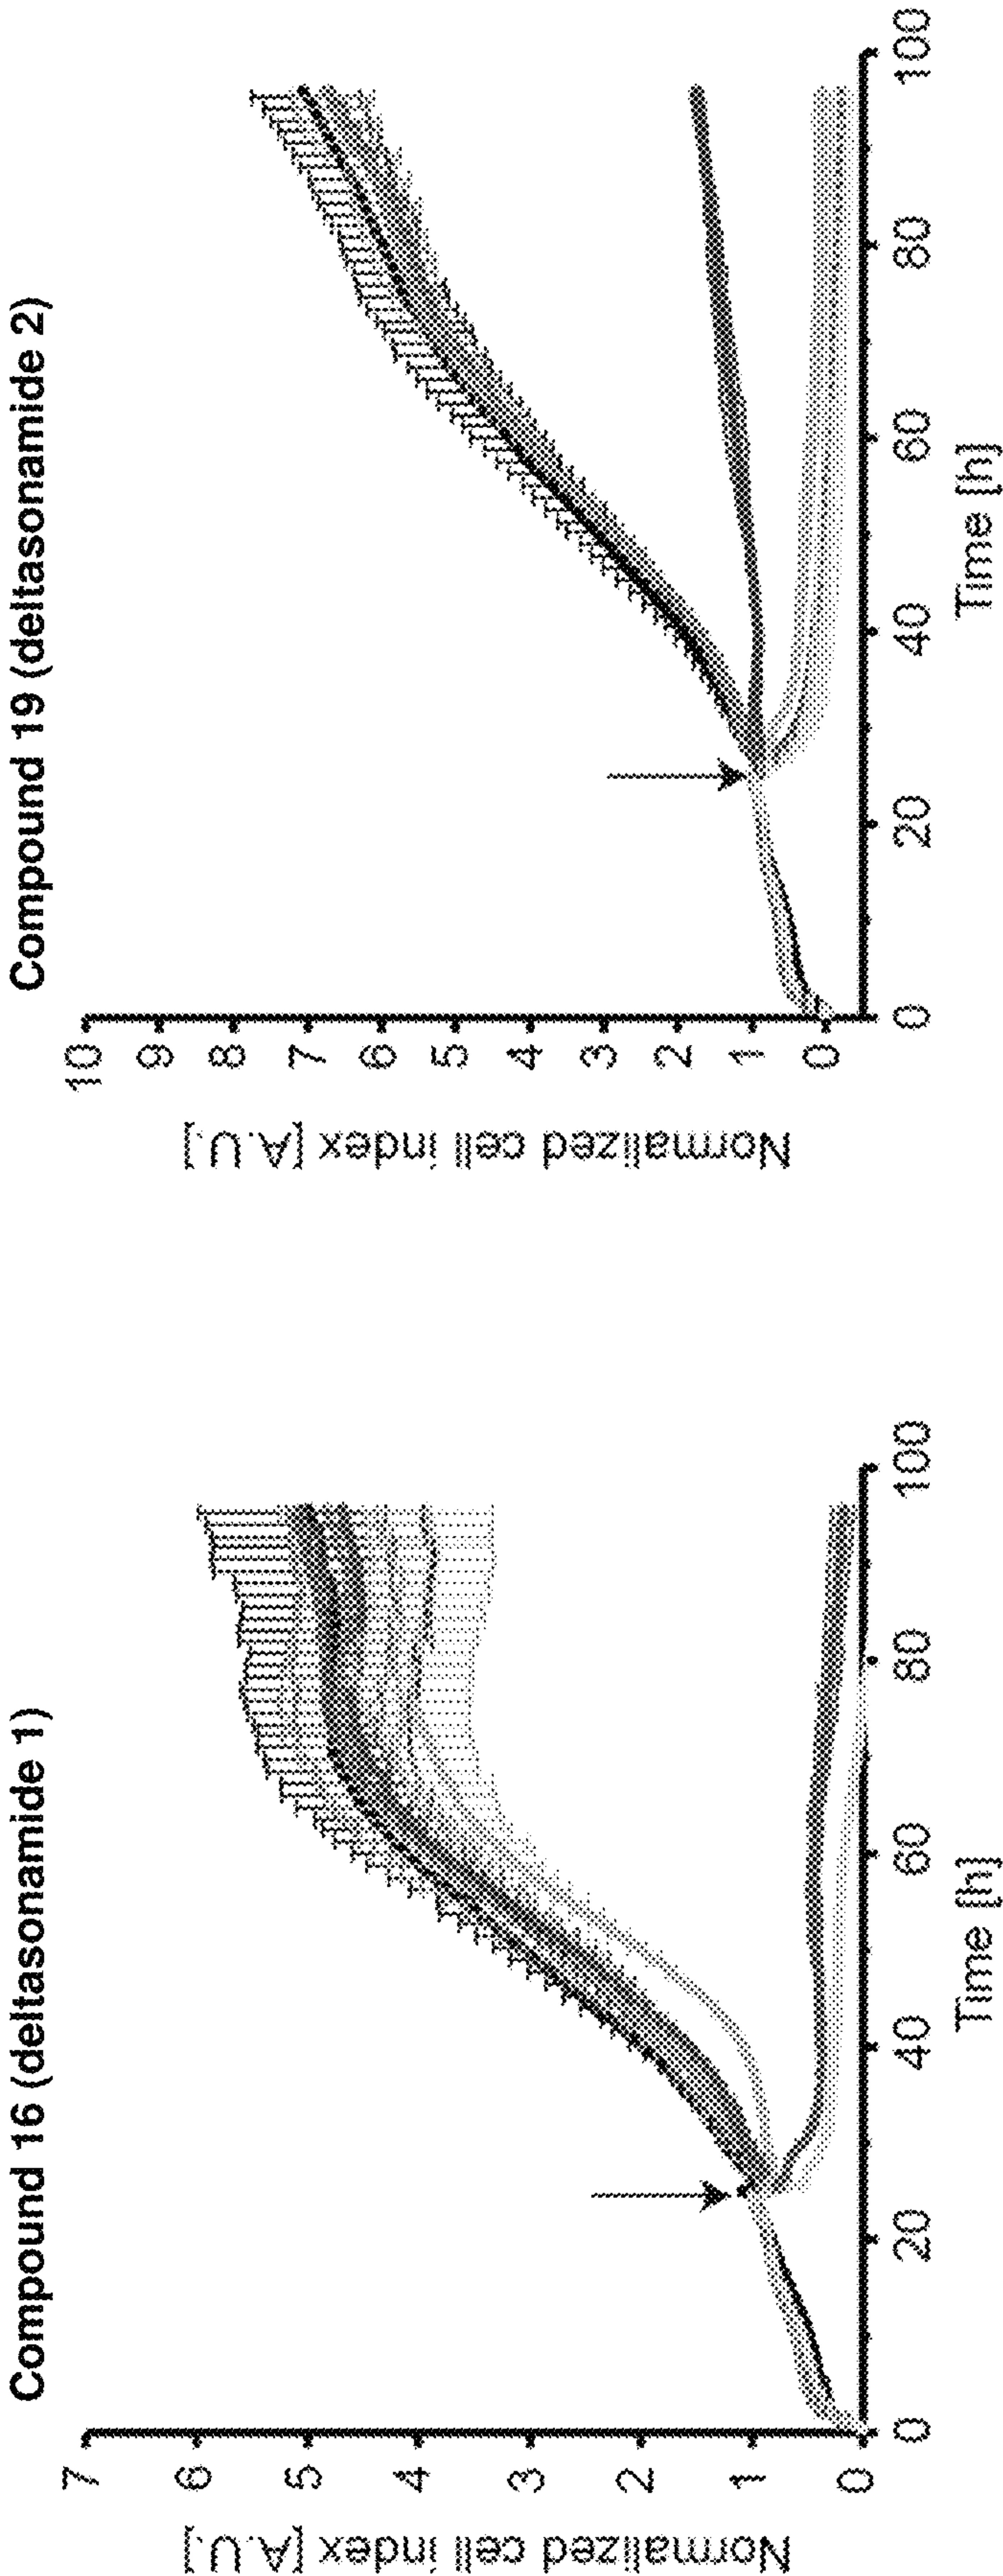 Compound 16 (deltasonamide 1)
Normalized cell index [A.U.]
7
6
5
4
3
2
1
0
0 20 40 60 80 100
Time [h]
Compound 19 (deltasonamide 2)
Normalized cell index [A.U.]
10
9
8
7
6
5
4
3
2
1
0
0 20 40 60 80 100
Time [h]